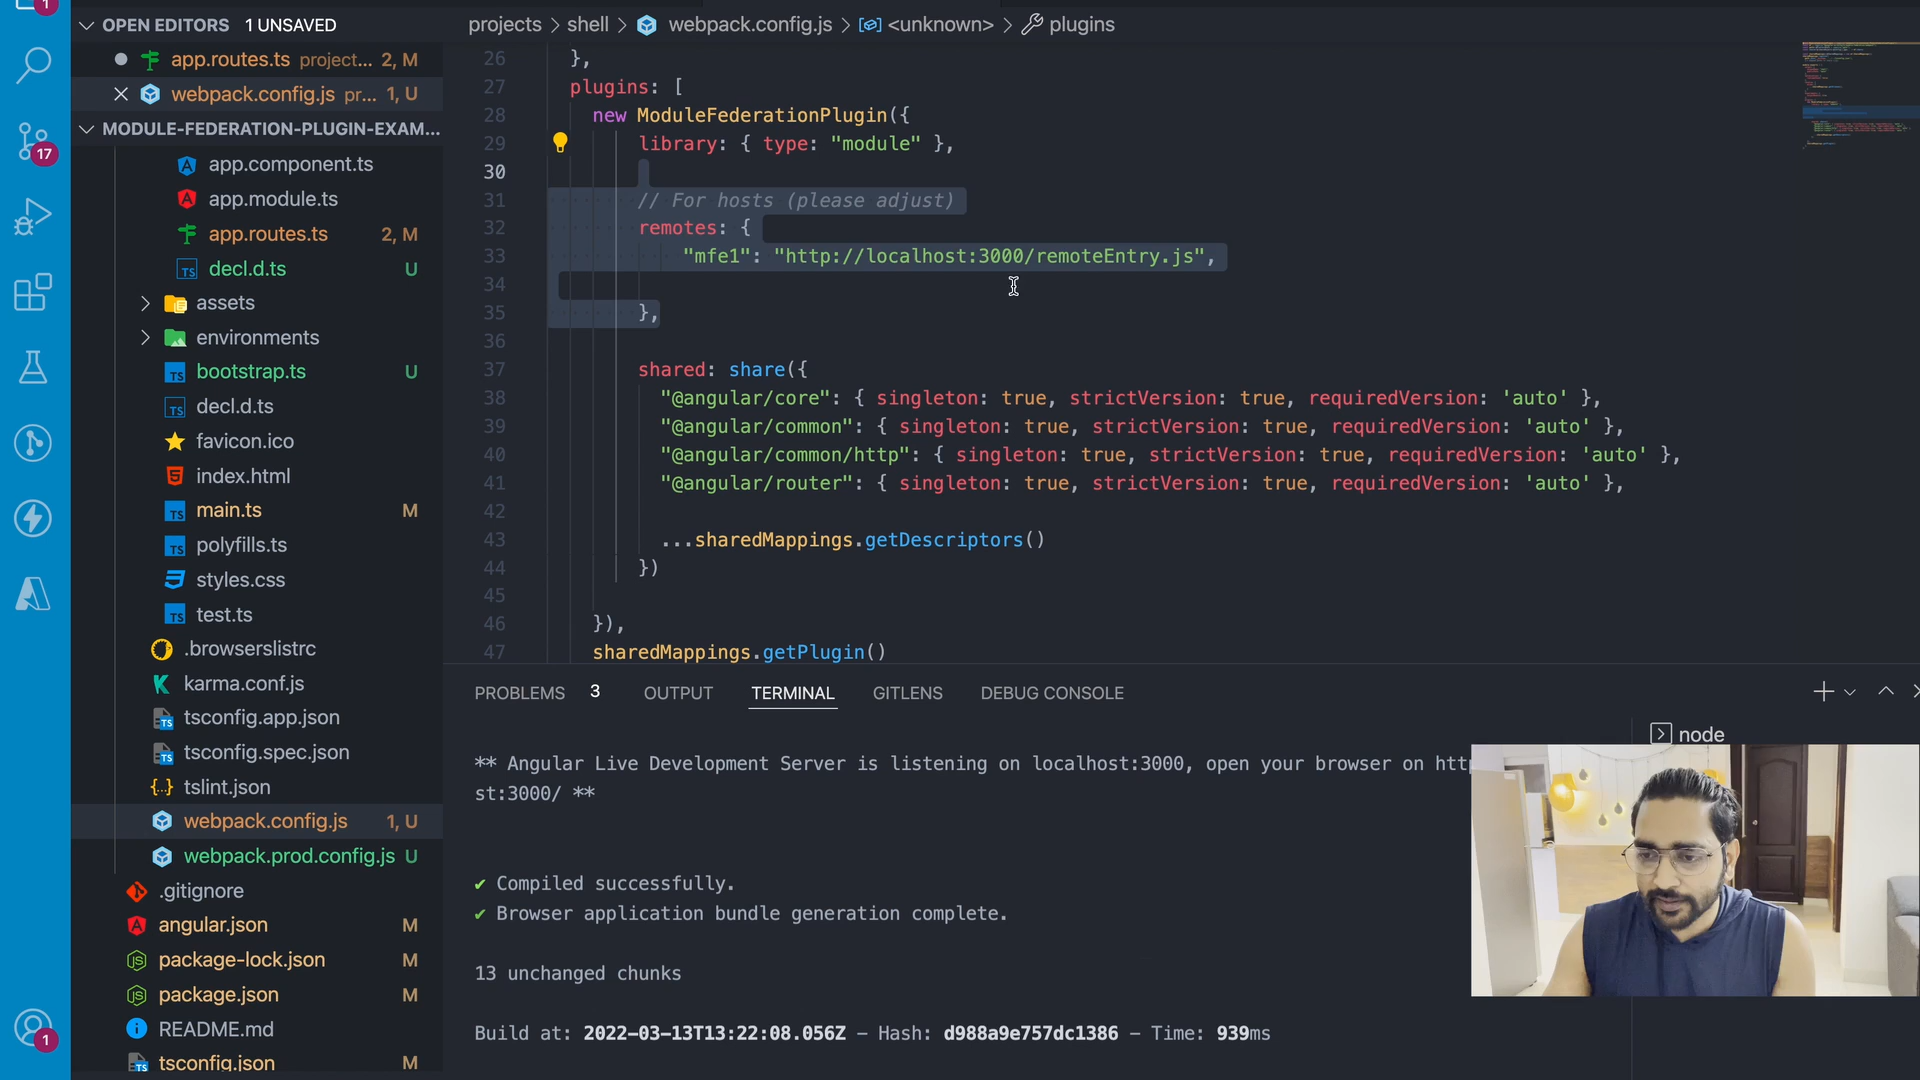 OPEN EDITORS 1 UNSAVED
app.routes.ts project... 2, M
webpack.config.js pr... 1, U
MODULE-FEDERATION-PLUGIN-EXAM...
app.component.ts
app.module.ts
app.routes.ts 2, M
decl.d.ts U
assets
environments
bootstrap.ts U
decl.d.ts
favicon.ico
index.html
main.ts M
polyfills.ts
styles.css
test.ts
.browserslistrc
karma.conf.js
tsconfig.app.json
tsconfig.spec.json
tslint.json
webpack.config.js 1, U
webpack.prod.config.js U
.gitignore
angular.json M
package-lock.json M
package.json M
README.md
tsconfig.json M
1
17
1
projects > shell > webpack.config.js > <unknown> > plugins
26 },
27 plugins: [
28 new ModuleFederationPlugin({
29 library: { type: "module" },
30
31 // For hosts (please adjust)
32 remotes: {
33 "mfe1": "http://localhost:3000/remoteEntry.js",
34
35 },
36
37 shared: share({
38 "@angular/core": { singleton: true, strictVersion: true, requiredVersion: 'auto' },
39 "@angular/common": { singleton: true, strictVersion: true, requiredVersion: 'auto' },
40 "@angular/common/http": { singleton: true, strictVersion: true, requiredVersion: 'auto' },
41 "@angular/router": { singleton: true, strictVersion: true, requiredVersion: 'auto' },
42
43 ...sharedMappings.getDescriptors()
44 })
45
46 }),
47 sharedMappings.getPlugin()
PROBLEMS 3 OUTPUT TERMINAL GITLENS DEBUG CONSOLE
node
** Angular Live Development Server is listening on localhost:3000, open your browser on htt
st:3000/ **
✔ Compiled successfully.
✔ Browser application bundle generation complete.
13 unchanged chunks
Build at: 2022-03-13T13:22:08.056Z - Hash: d988a9e757dc1386 - Time: 939ms